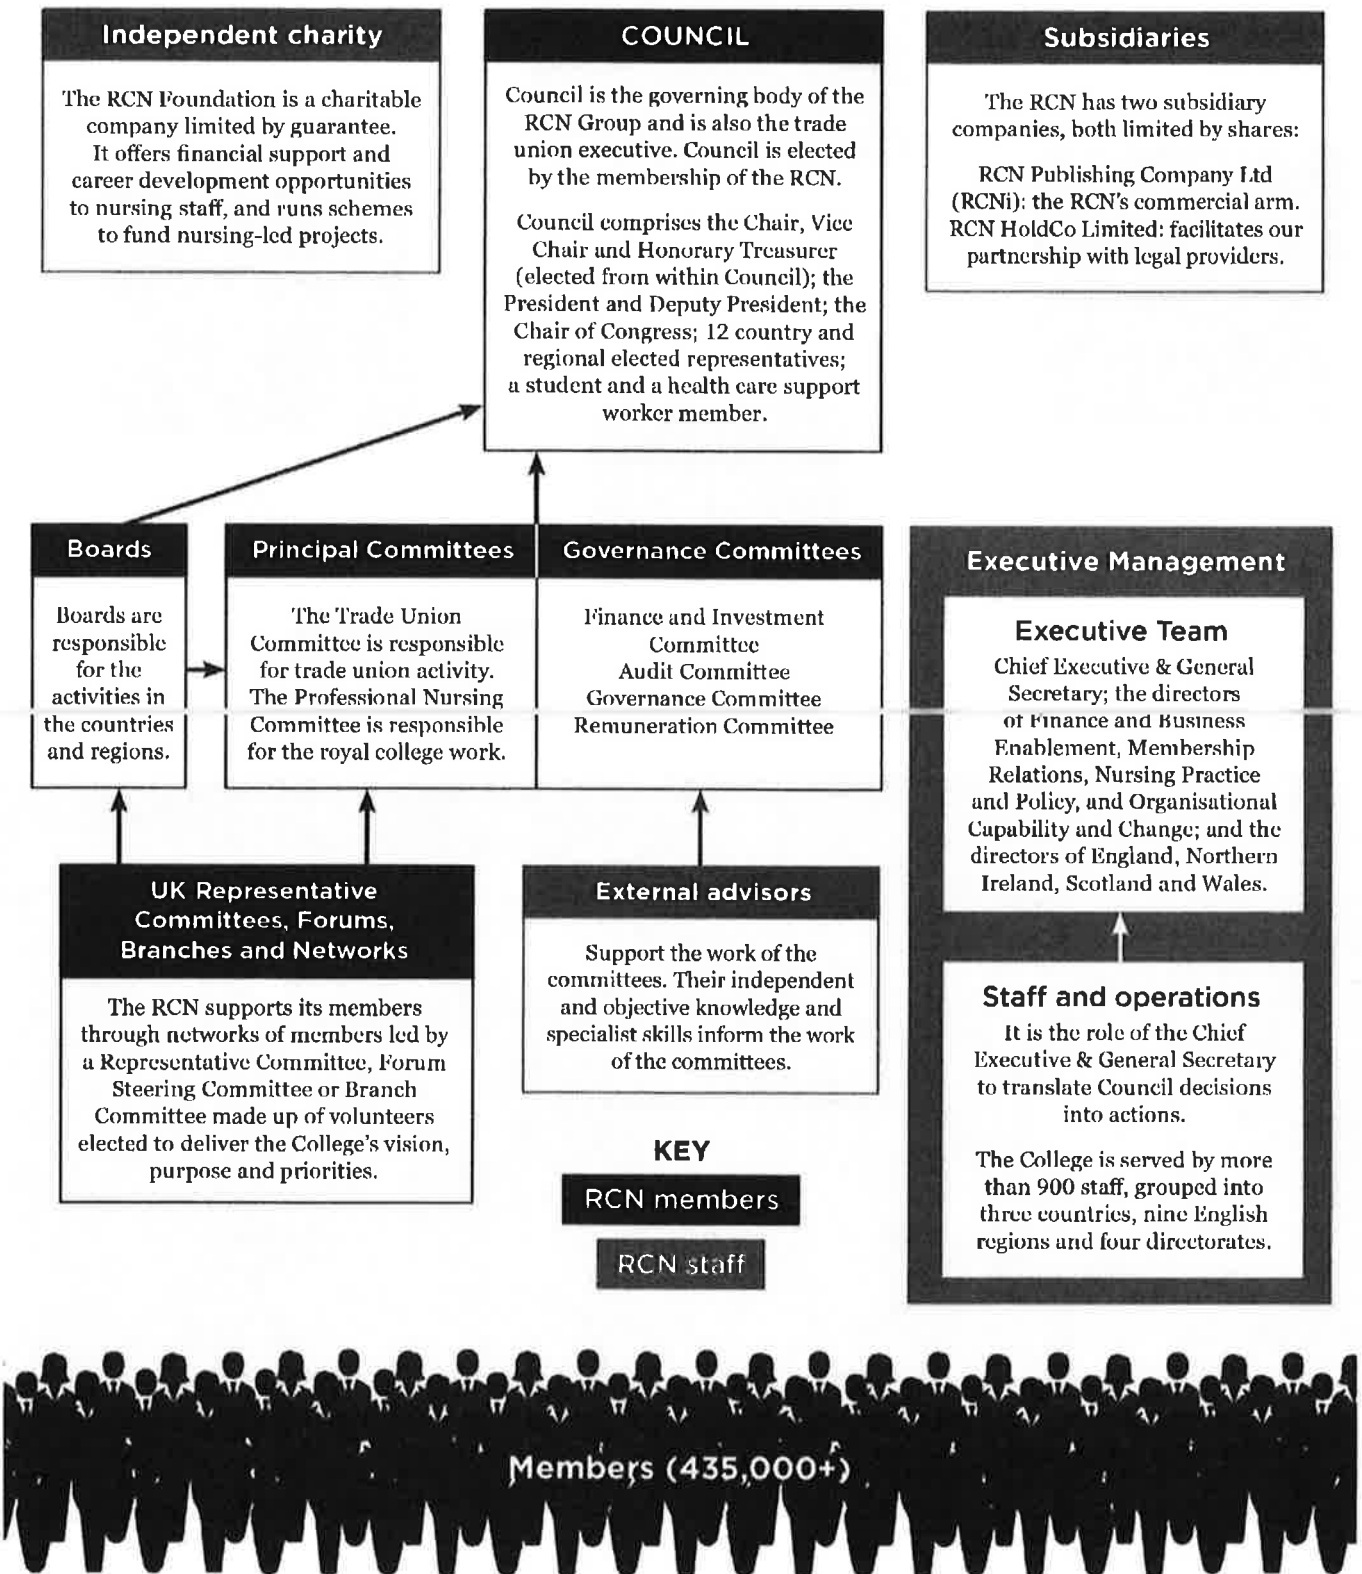 Independent charity
The RCN Foundation is a charitable
company limited by guarantee.
It offers financial support and
career development opportunities
to nursing staff, and runs schemes
to fund nursing-led projects.
COUNCIL
Council is the governing body of the
RCN Group and is also the trade
union executive. Council is elected
by the membership of the RCN.
Council comprises the Chair, Vice
Chair and Honorary Treasurer
(elected from within Council); the
President and Deputy President; the
Chair of Congress; 12 country and
regional elected representatives;
a student and a health care support
worker member.
Subsidiaries
The RCN has two subsidiary
companies, both limited by shares:
RCN Publishing Company Ltd
(RCNi): the RCN's commercial arm.
RCN HoldCo Limited: facilitates our
partnership with legal providers.
Boards
Boards are
responsible
for the
activities in
the countries
and regions.
Principal Committees
The Trade Union
Committee is responsible
for trade union activity.
The Professional Nursing
Committee is responsible
for the royal college work.
Governance Committees
Finance and Investment
Committee
Audit Committee
Governance Committee
Remuneration Committee
Executive Management
Executive Team
Chief Executive & General
Secretary; the directors
of Finance and Business
Enablement, Membership
Relations, Nursing Practice
and Policy, and Organisational
Capability and Change; and the
directors of England, Northern
Ireland, Scotland and Wales.
UK Representative
Committees, Forums,
Branches and Networks
The RCN supports its members
through networks of members led by
a Representative Committee, Forum
Steering Committee or Branch
Committee made up of volunteers
elected to deliver the College's vision,
purpose and priorities.
External advisors
Support the work of the
committees. Their independent
and objective knowledge and
specialist skills inform the work
of the committees.
Staff and operations
It is the role of the Chief
Executive & General Secretary
to translate Council decisions
into actions.
The College is served by more
than 900 staff, grouped into
three countries, nine English
regions and four directorates.
KEY
RCN members
RCN staff
Members (435,000+)